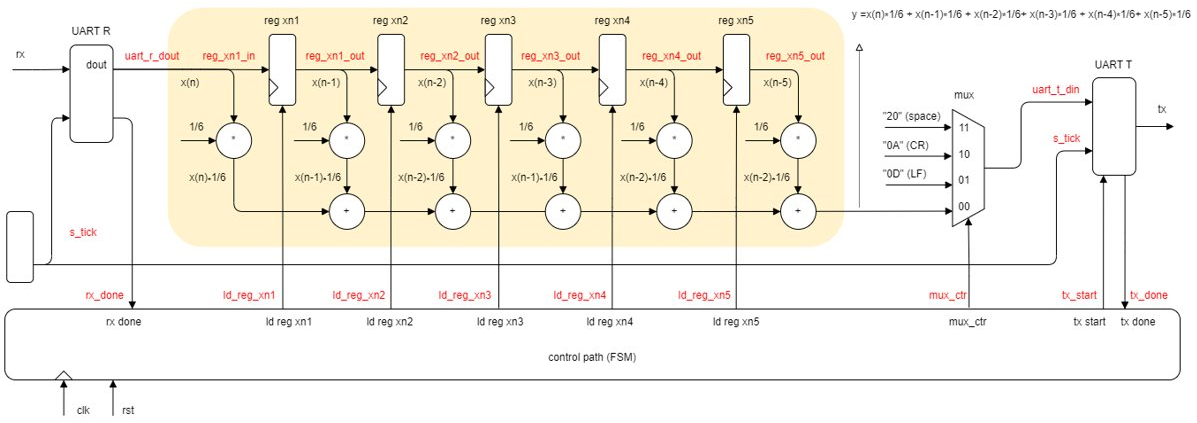 y =x(n)*1/6 + x(n-1)*1/6 + x(n-2)*1/6+ x(n-3)*1/6 + x(n-4)*1/6+ x(n-5)*1/6
reg xn1 reg xn2 reg xn3 reg xn4 reg xn5
UART R
rx
dout
uart_r_dout
reg_xn1_in reg_xn1_out reg_xn2_out reg_xn3_out reg_xn4_out reg_xn5_out
x(n) x(n-1) x(n-2) x(n-3) x(n-4) x(n-5)
UART T
uart_t_din
mux
tx
s_tick
1/6 1/6 1/6 1/6 1/6 1/6
* * * * * *
"20" (space) 11
"0A" (CR) 10
"0D" (LF) 01
00
x(n)*1/6 x(n-1)*1/6 x(n-2)*1/6 x(n-1)*1/6 x(n-2)*1/6 x(n-2)*1/6
+ + + + +
s_tick
rx_done ld_reg_xn1 ld_reg_xn2 ld_reg_xn3 ld_reg_xn4 ld_reg_xn5 mux_ctr tx_start tx_done
rx done ld reg xn1 ld reg xn2 ld reg xn3 ld reg xn4 ld reg xn5 mux_ctr tx start tx done
control path (FSM)
clk rst